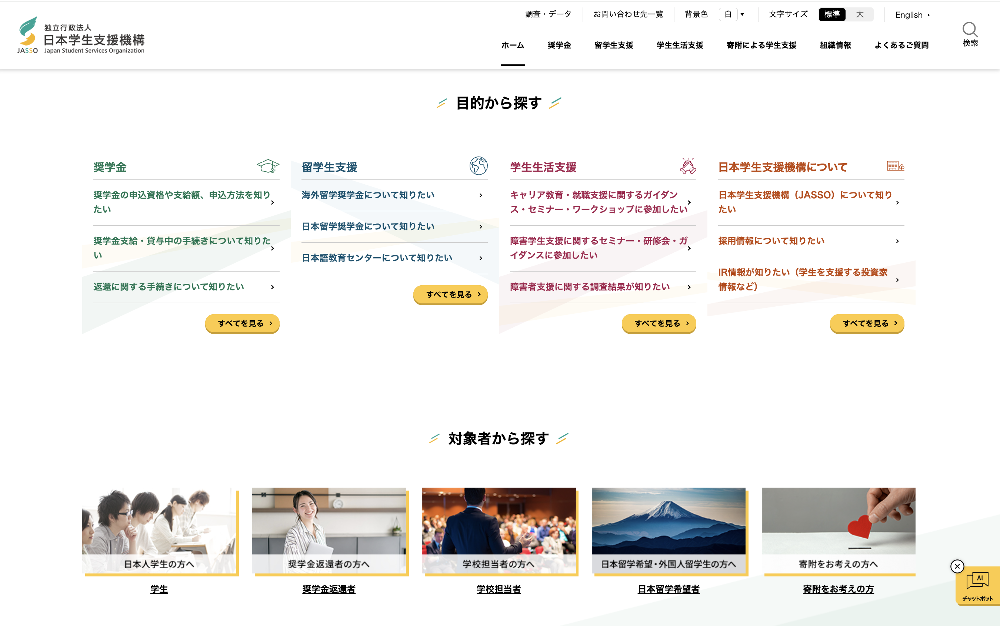 調査・データ
お問い合わせ先一覧
背景色
白
文字サイズ
標準
大
English
独立行政法人
日本学生支援機構
JASSO
Japan Student Services Organization
ホーム
奨学金
留学生支援
学生生活支援
寄附による学生支援
組織情報
よくあるご質問
検索
目的から探す
奨学金
奨学金の申込資格や支給額、申込方法を知り
たい
奨学金支給・貸与中の手続きについて知りた
い
返還に関する手続きについて知りたい
すべてを見る
留学生支援
海外留学奨学金について知りたい
日本留学奨学金について知りたい
日本語教育センターについて知りたい
すべてを見る
学生生活支援
キャリア教育・就職支援に関するガイダン
ス・セミナー・ワークショップに参加したい
障害学生支援に関するセミナー・研修会・ガ
イダンスに参加したい
障害者支援に関する調査結果が知りたい
すべてを見る
日本学生支援機構について
日本学生支援機構（JASSO）について知り
たい
採用情報について知りたい
IR情報が知りたい（学生を支援する投資家
情報など）
すべてを見る
対象者から探す
日本人学生の方へ
学生
奨学金返還者の方へ
奨学金返還者
学校担当者の方へ
学校担当者
日本留学希望・外国人留学生の方へ
日本留学希望者
寄附をお考えの方へ
寄附をお考えの方
AI
チャットボット